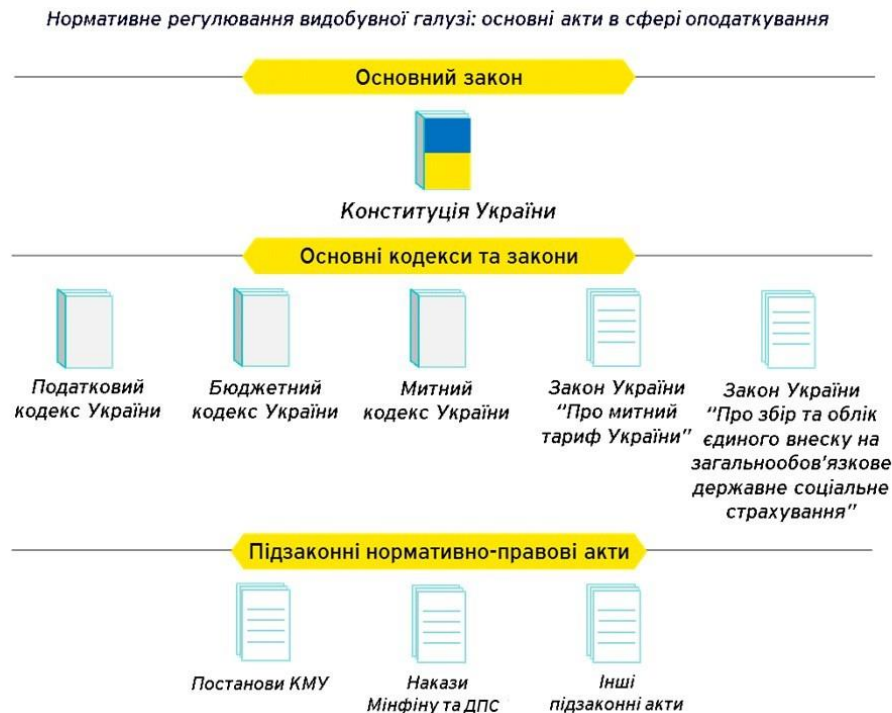 Нормативне регулювання видобувної галузі: основні акти в сфері оподаткування
Основний закон
Конституція України
Основні кодекси та закони
Податковий
кодекс України
Бюджетний
кодекс України
Митний
кодекс України
Закон України
“Про митний
тариф України”
Закон України
“Про збір та облік
єдиного внеску на
загальнообов’язкове
державне соціальне
страхування”
Підзаконні нормативно-правові акти
Постанови КМУ
Накази
Мінфіну та ДПС
Інші
підзаконні акти